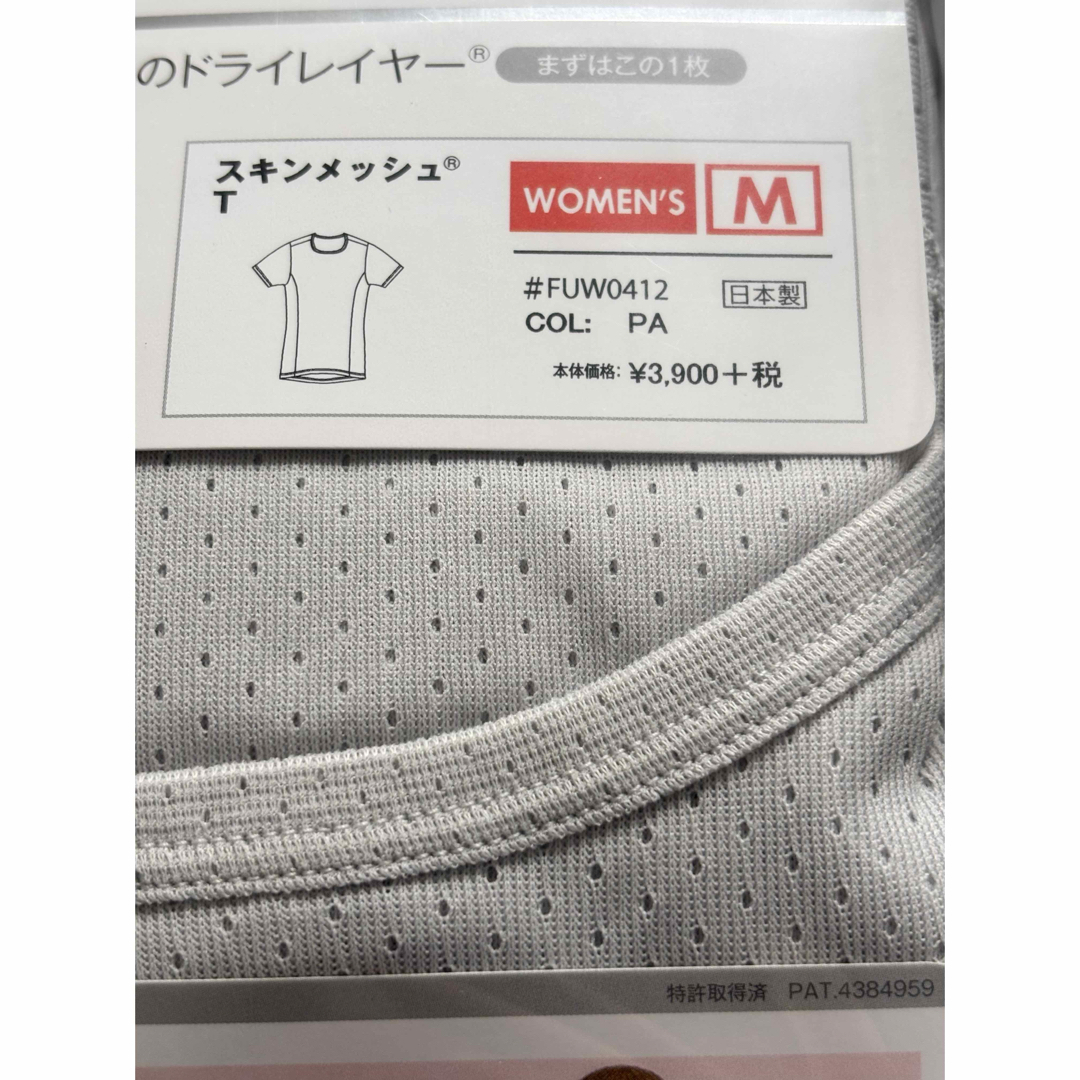 のドライレイヤー® まずはこの1枚
スキンメッシュ®
T
WOMEN'S M
#FUW0412 日本製
COL: PA
本体価格: ¥3,900+税
特許取得済 PAT.4384959